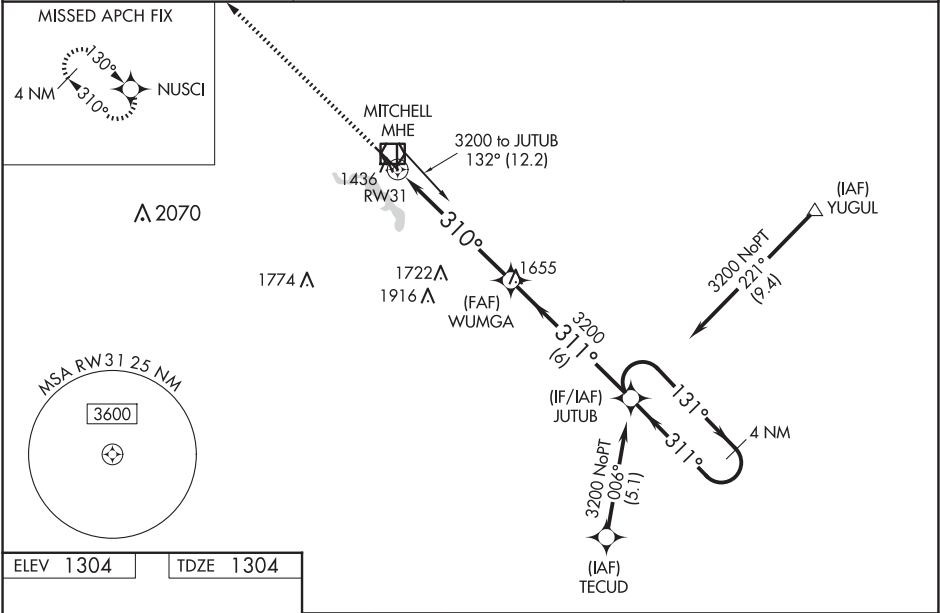 MISSED APCH FIX
130°
4 NM
NUSCI
310°
MITCHELL
MHE
3200 to JUTUB
132° (12.2)
1436
RW31
2070
310°
(IAF)
YUGUL
3200 NoPT
221°
(9.4)
1774
1722
1655
1916
(FAF)
WUMGA
3200
311°
(6)
MSA RW31 25 NM
3600
(IF/IAF)
JUTUB
131°
4 NM
311°
3200 NoPT
006°
(5.1)
(IAF)
TECUD
ELEV 1304
TDZE 1304